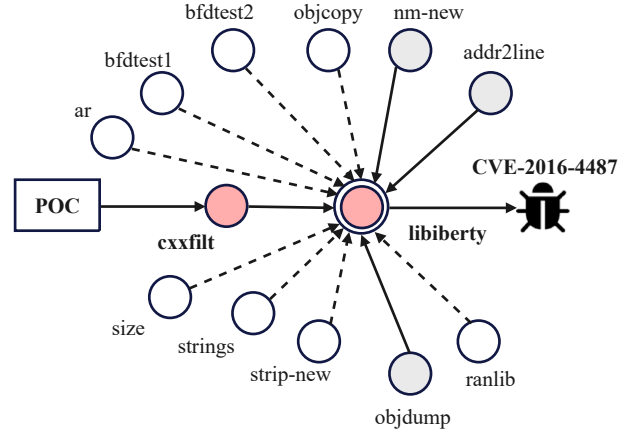 bfdtest2
objcopy
nm-new
bfdtest1
addr2line
ar
CVE-2016-4487
POC
cxxfilt
libiberty
size
strings
strip-new
ranlib
objdump